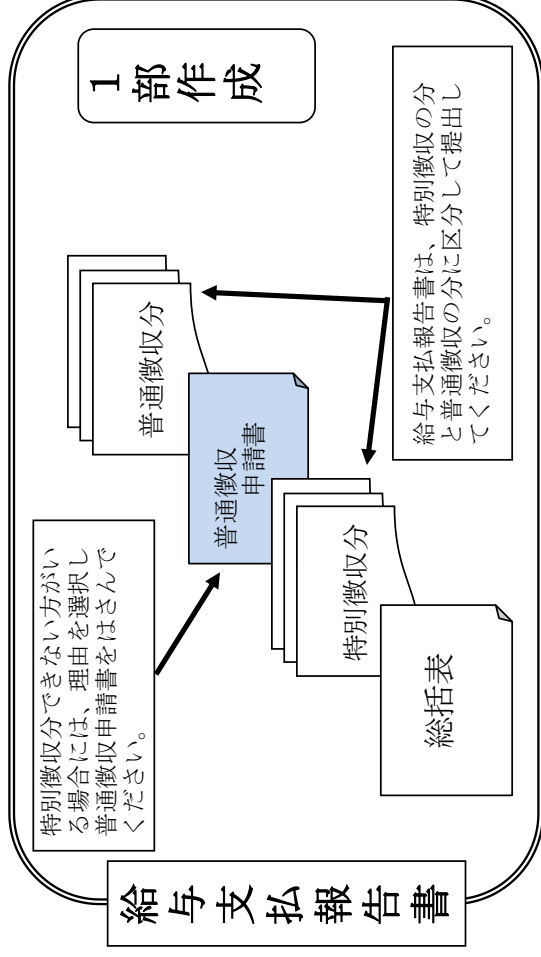 給与支払報告書
1部作成
特別徴収分できない方がい
る場合には、理由を選択し
普通徴収申請書をはさんで
ください。
普通徴収分
普通徴収
申請書
特別徴収分
総括表
給与支払報告書は、特別徴収の分
と普通徴収の分に区分して提出し
てください。